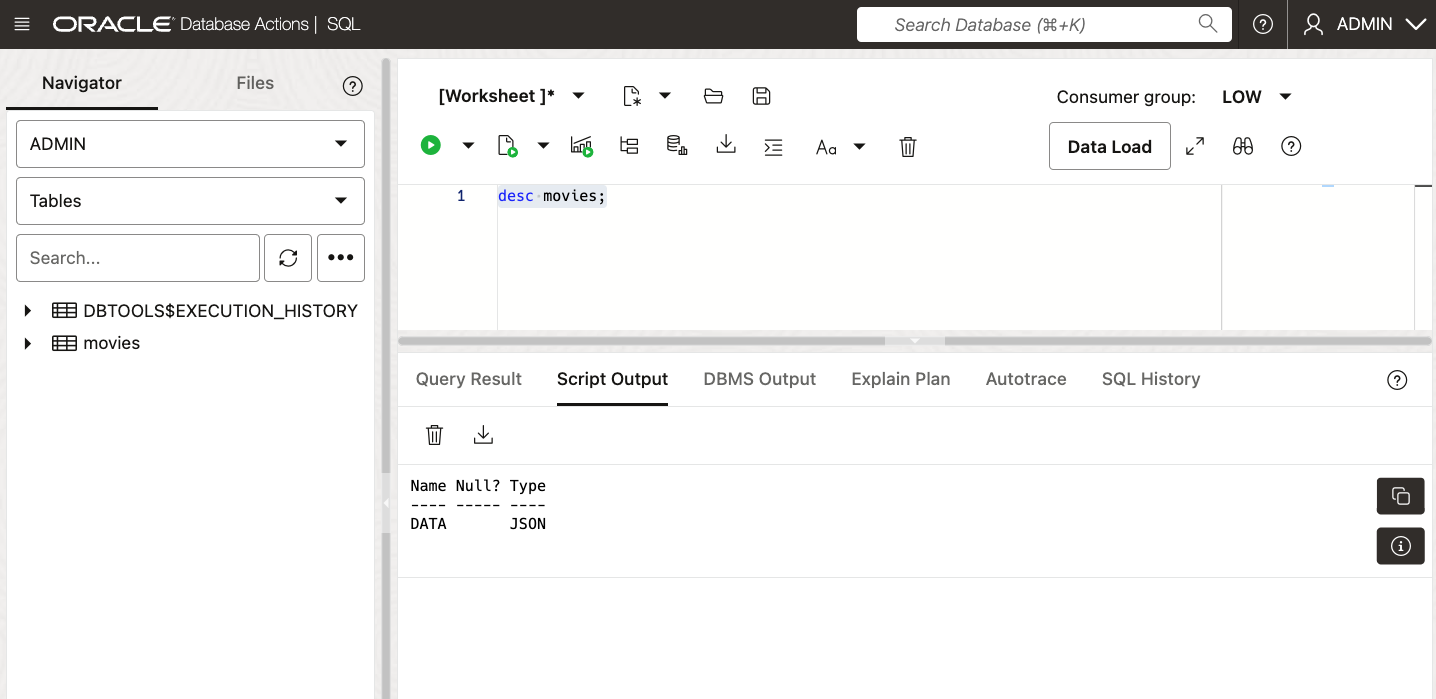 ORACLE Database Actions | SQL
Search Database (⌘+K)
ADMIN
Navigator
Files
ADMIN
Tables
Search...
DBTOOLS$EXECUTION_HISTORY
movies
[Worksheet ]*
Consumer group: LOW
Aa
Data Load
1 desc movies;
Query Result
Script Output
DBMS Output
Explain Plan
Autotrace
SQL History
Name Null? Type
---- ----- ----
DATA       JSON